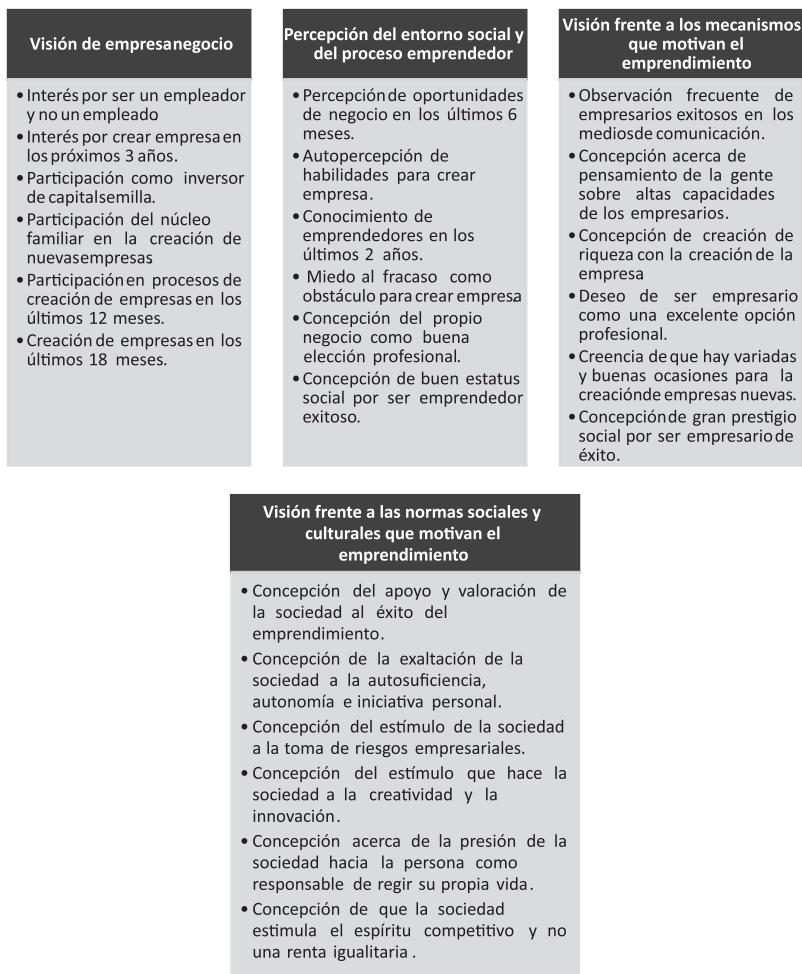 Visión de empresanegocio
• Interés por ser un empleador
y no un empleado
• Interés por crear empresa en
los próximos 3 años.
• Participación como inversor
de capitalsemilla.
• Participación del núcleo
familiar en la creación de
nuevasempresas
• Participación en procesos de
creación de empresas en los
últimos 12 meses.
• Creación de empresas en los
últimos 18 meses.
Percepción del entorno social y
del proceso emprendedor
• Percepción de oportunidades
de negocio en los últimos 6
meses.
• Autopercepción de
habilidades para crear
empresa.
• Conocimiento de
emprendedores en los
últimos 2 años.
• Miedo al fracaso como
obstáculo para crear empresa
• Concepción del propio
negocio como buena
elección profesional.
• Concepción de buen estatus
social por ser emprendedor
exitoso.
Visión frente a los mecanismos
que motivan el
emprendimiento
• Observación frecuente de
empresarios exitosos en los
mediosde comunicación.
• Concepción acerca de
pensamiento de la gente
sobre altas capacidades
de los empresarios.
• Concepción de creación de
riqueza con la creación de la
empresa
• Deseo de ser empresario
como una excelente opción
profesional.
• Creencia de que hay variadas
y buenas ocasiones para la
creaciónde empresas nuevas.
• Concepción de gran prestigio
social por ser empresario de
éxito.
Visión frente a las normas sociales y
culturales que motivan el
emprendimiento
• Concepción del apoyo y valoración de
la sociedad al éxito del
emprendimiento.
• Concepción de la exaltación de la
sociedad a la autosuficiencia,
autonomía e iniciativa personal.
• Concepción del estímulo de la sociedad
a la toma de riesgos empresariales.
• Concepción del estímulo que hace la
sociedad a la creatividad y la
innovación.
• Concepción acerca de la presión de la
sociedad hacia la persona como
responsable de regir su propia vida.
• Concepción de que la sociedad
estimula el espíritu competitivo y no
una renta igualitaria .